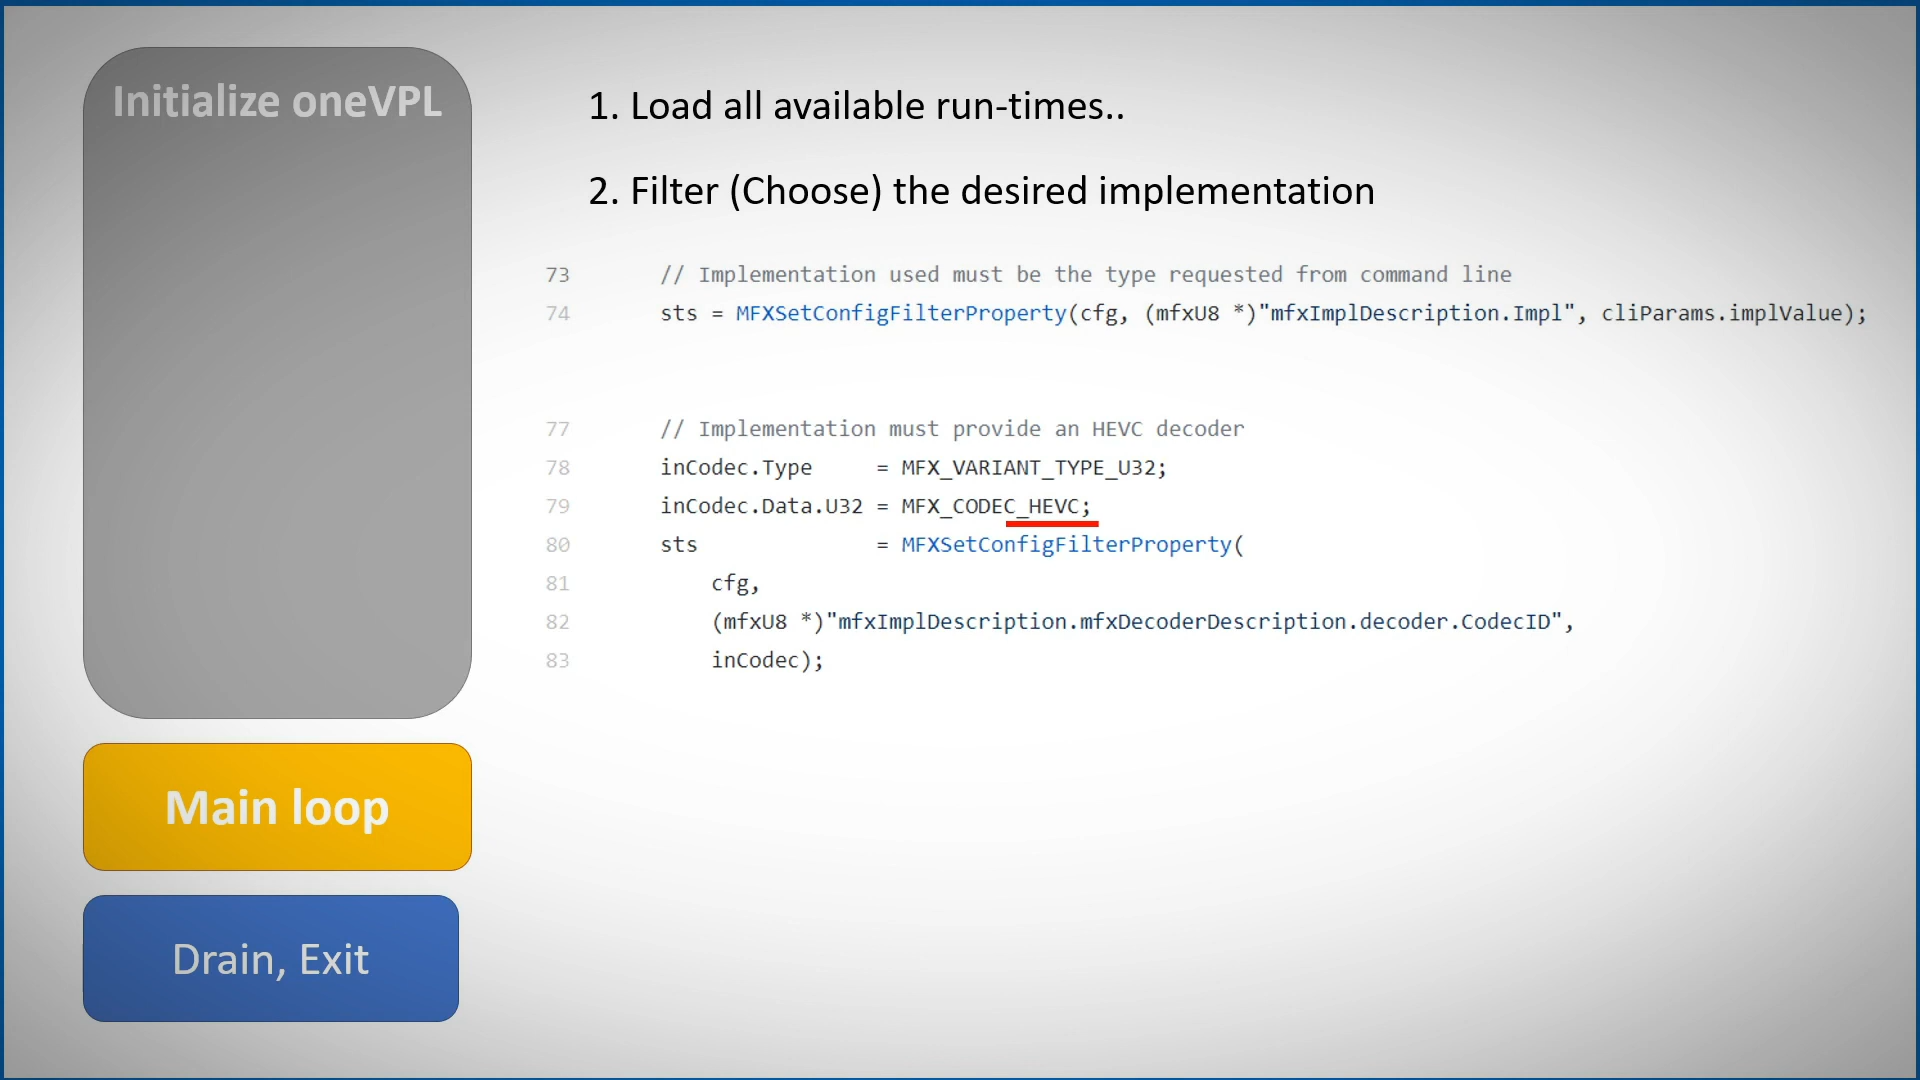 Initialize oneVPL
Main loop
Drain, Exit
1. Load all available run-times..
2. Filter (Choose) the desired implementation
73 // Implementation used must be the type requested from command line
74 sts = MFXSetConfigFilterProperty(cfg, (mfxU8 *)"mfxImplDescription.Impl", cliParams.implValue);
77 // Implementation must provide an HEVC decoder
78 inCodec.Type = MFX_VARIANT_TYPE_U32;
79 inCodec.Data.U32 = MFX_CODEC_HEVC;
80 sts = MFXSetConfigFilterProperty(
81 cfg,
82 (mfxU8 *)"mfxImplDescription.mfxDecoderDescription.decoder.CodecID",
83 inCodec);